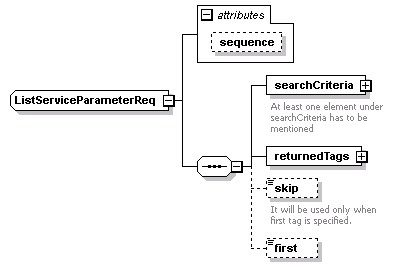 attributes
sequence
ListServiceParameterReq
searchCriteria
At least one element under
searchCriteria has to be
mentioned
returnedTags
skip
It will be used only when
first tag is specified.
first